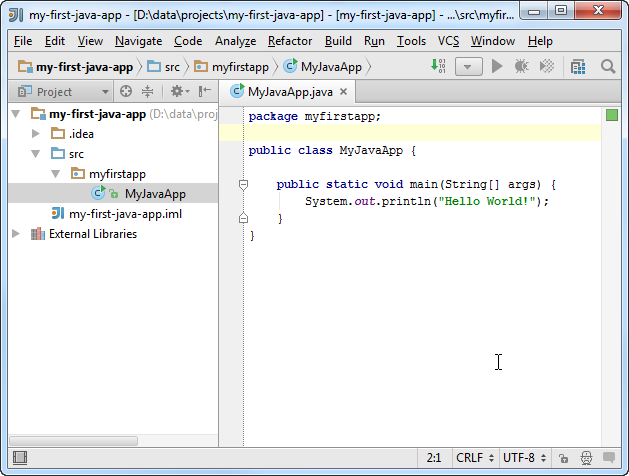 my-first-java-app - [D:\data\projects\my-first-java-app] - [my-first-java-app] - ...\src\myfir...
File Edit View Navigate Code Analyze Refactor Build Run Tools VCS Window Help
my-first-java-app src myfirstapp MyJavaApp
Project
MyJavaApp.java
my-first-java-app (D:\data\proj
.idea
src
myfirstapp
MyJavaApp
my-first-java-app.iml
External Libraries
package myfirstapp;
public class MyJavaApp {
public static void main(String[] args) {
System.out.println("Hello World!");
}
}
2:1 CRLF UTF-8